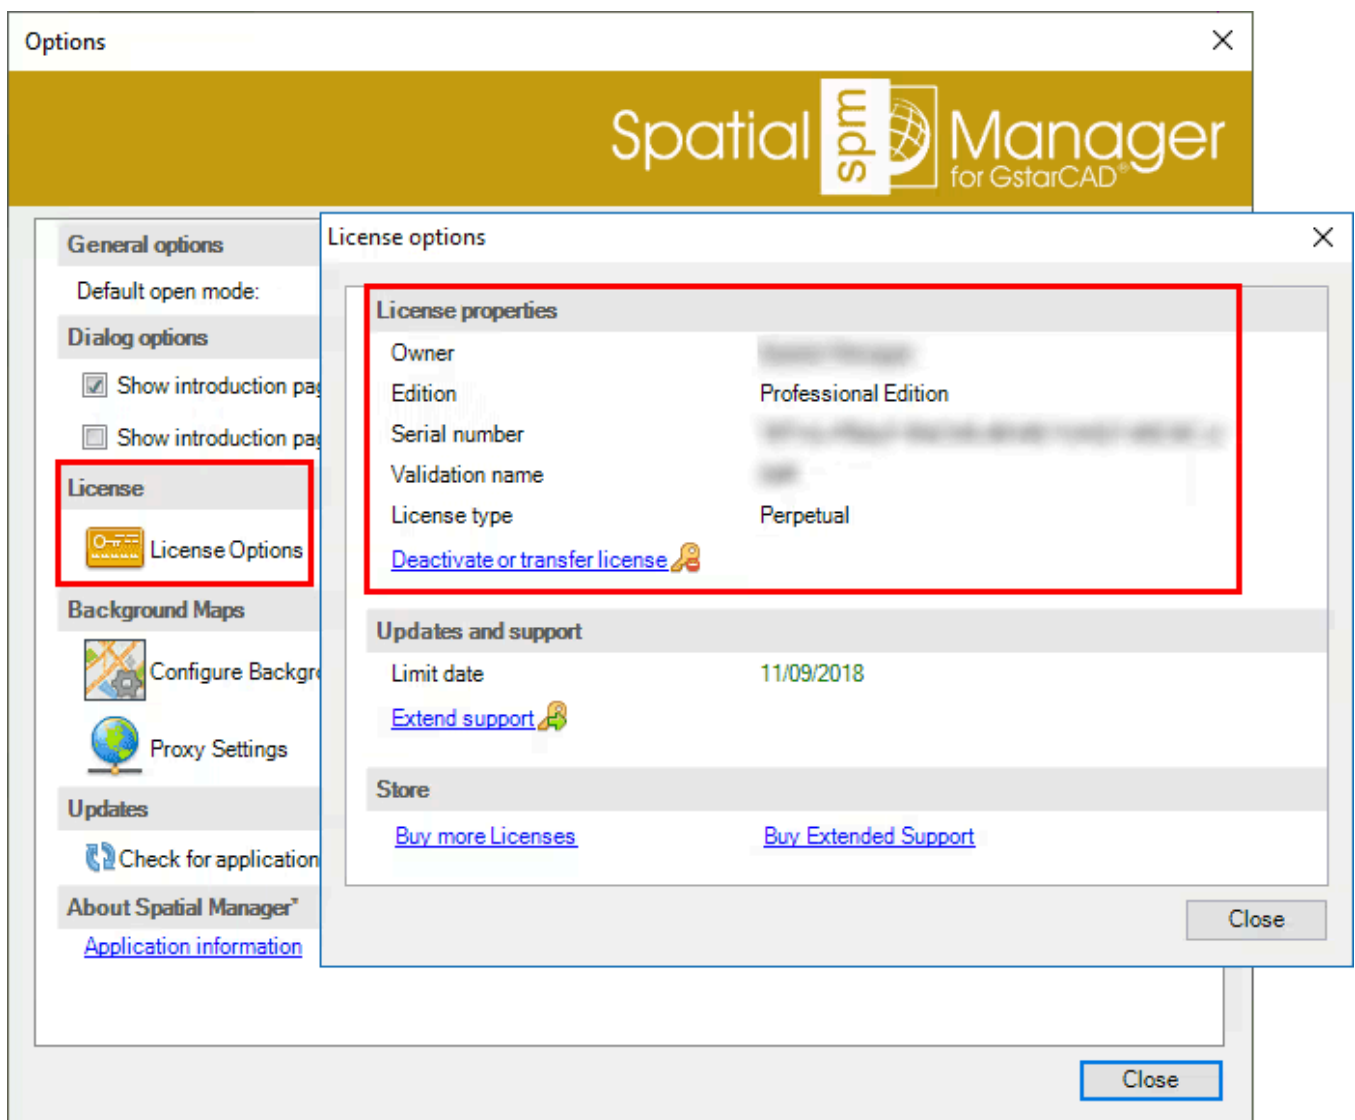 Options
Spatial spm Manager
for GstarCAD®
General options
Default open mode:
Dialog options
Show introduction pag
Show introduction pag
License
License Options
Background Maps
Configure Backgr
Proxy Settings
Updates
Check for application
About Spatial Manager™
Application information
Close
License options
License properties
Owner
Edition Professional Edition
Serial number
Validation name
License type Perpetual
Deactivate or transfer license
Updates and support
Limit date 11/09/2018
Extend support
Store
Buy more Licenses Buy Extended Support
Close